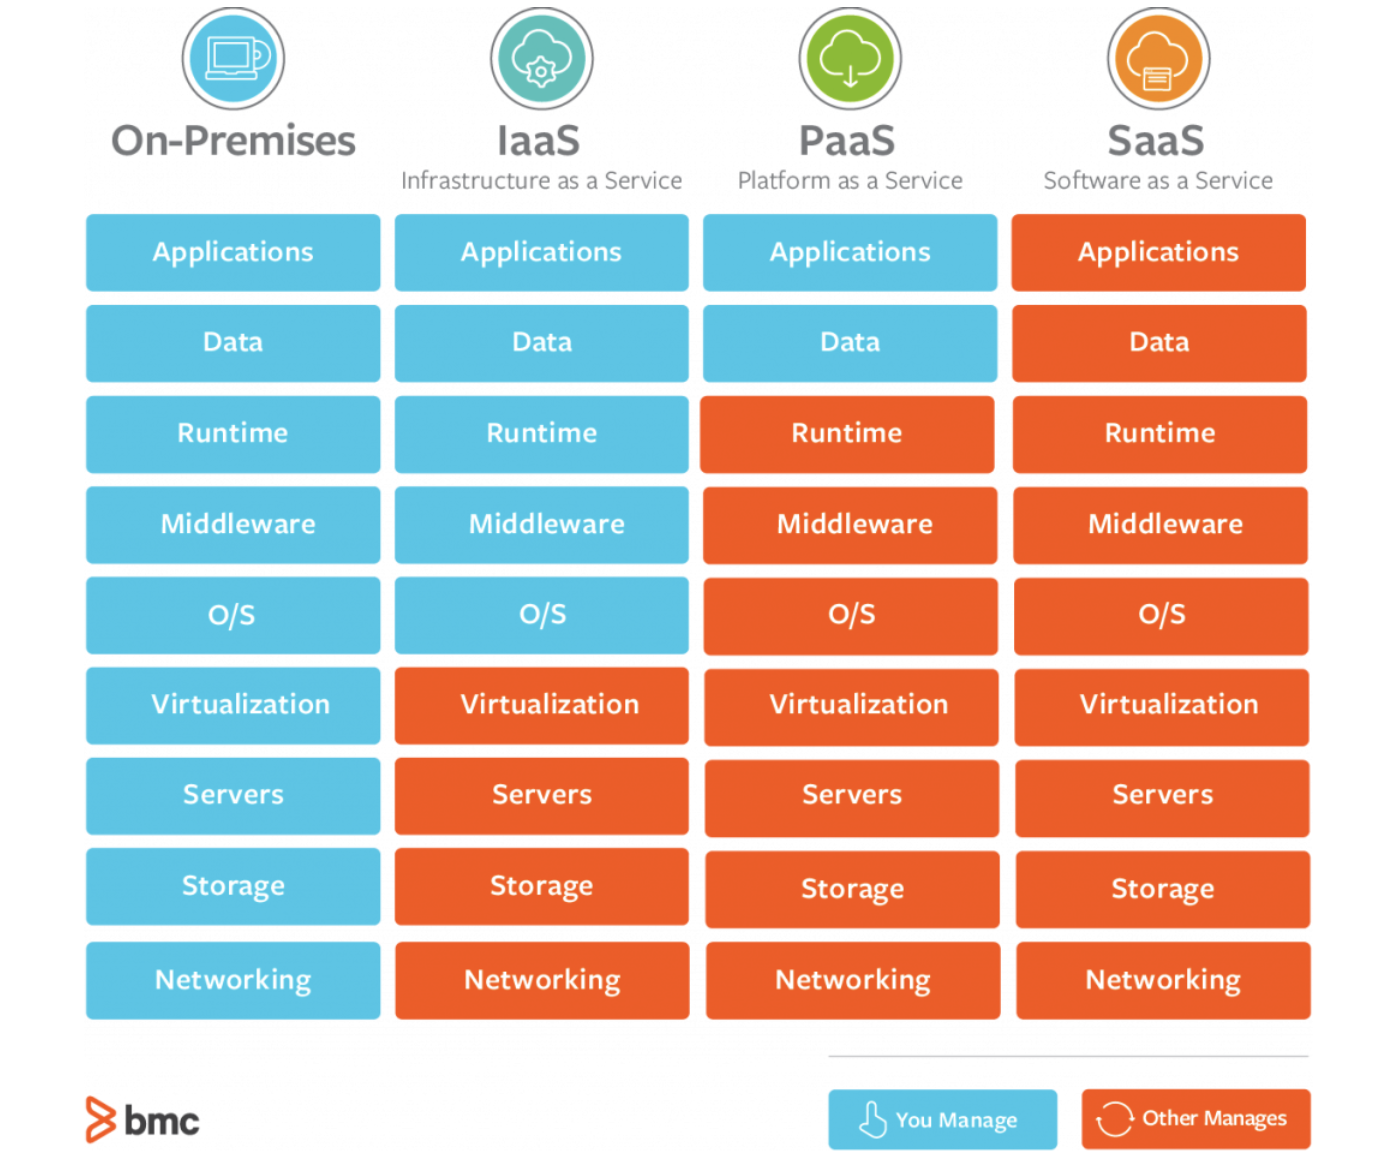 On-Premises IaaS PaaS SaaS
Infrastructure as a Service Platform as a Service Software as a Service
Applications Applications Applications Applications
Data Data Data Data
Runtime Runtime Runtime Runtime
Middleware Middleware Middleware Middleware
O/S O/S O/S O/S
Virtualization Virtualization Virtualization Virtualization
Servers Servers Servers Servers
Storage Storage Storage Storage
Networking Networking Networking Networking
bmc You Manage Other Manages